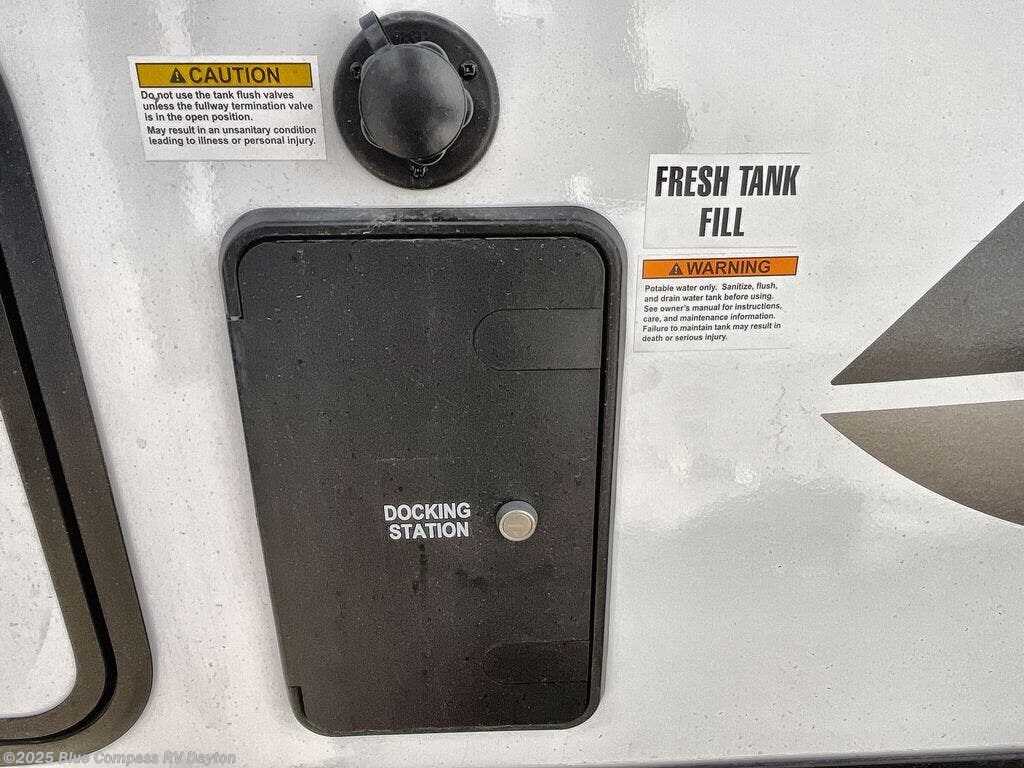 CAUTION
Do not use the tank flush valves
unless the fullway termination valve
is in the open position.
May result in an unsanitary condition
leading to illness or personal injury.
FRESH TANK
FILL
WARNING
Potable water only. Sanitize, flush,
and drain water tank before using.
See owner's manual for instructions,
care, and maintenance information.
Failure to maintain tank may result in
death or serious injury.
DOCKING
STATION
©2025 Blue Compass RV Dayton